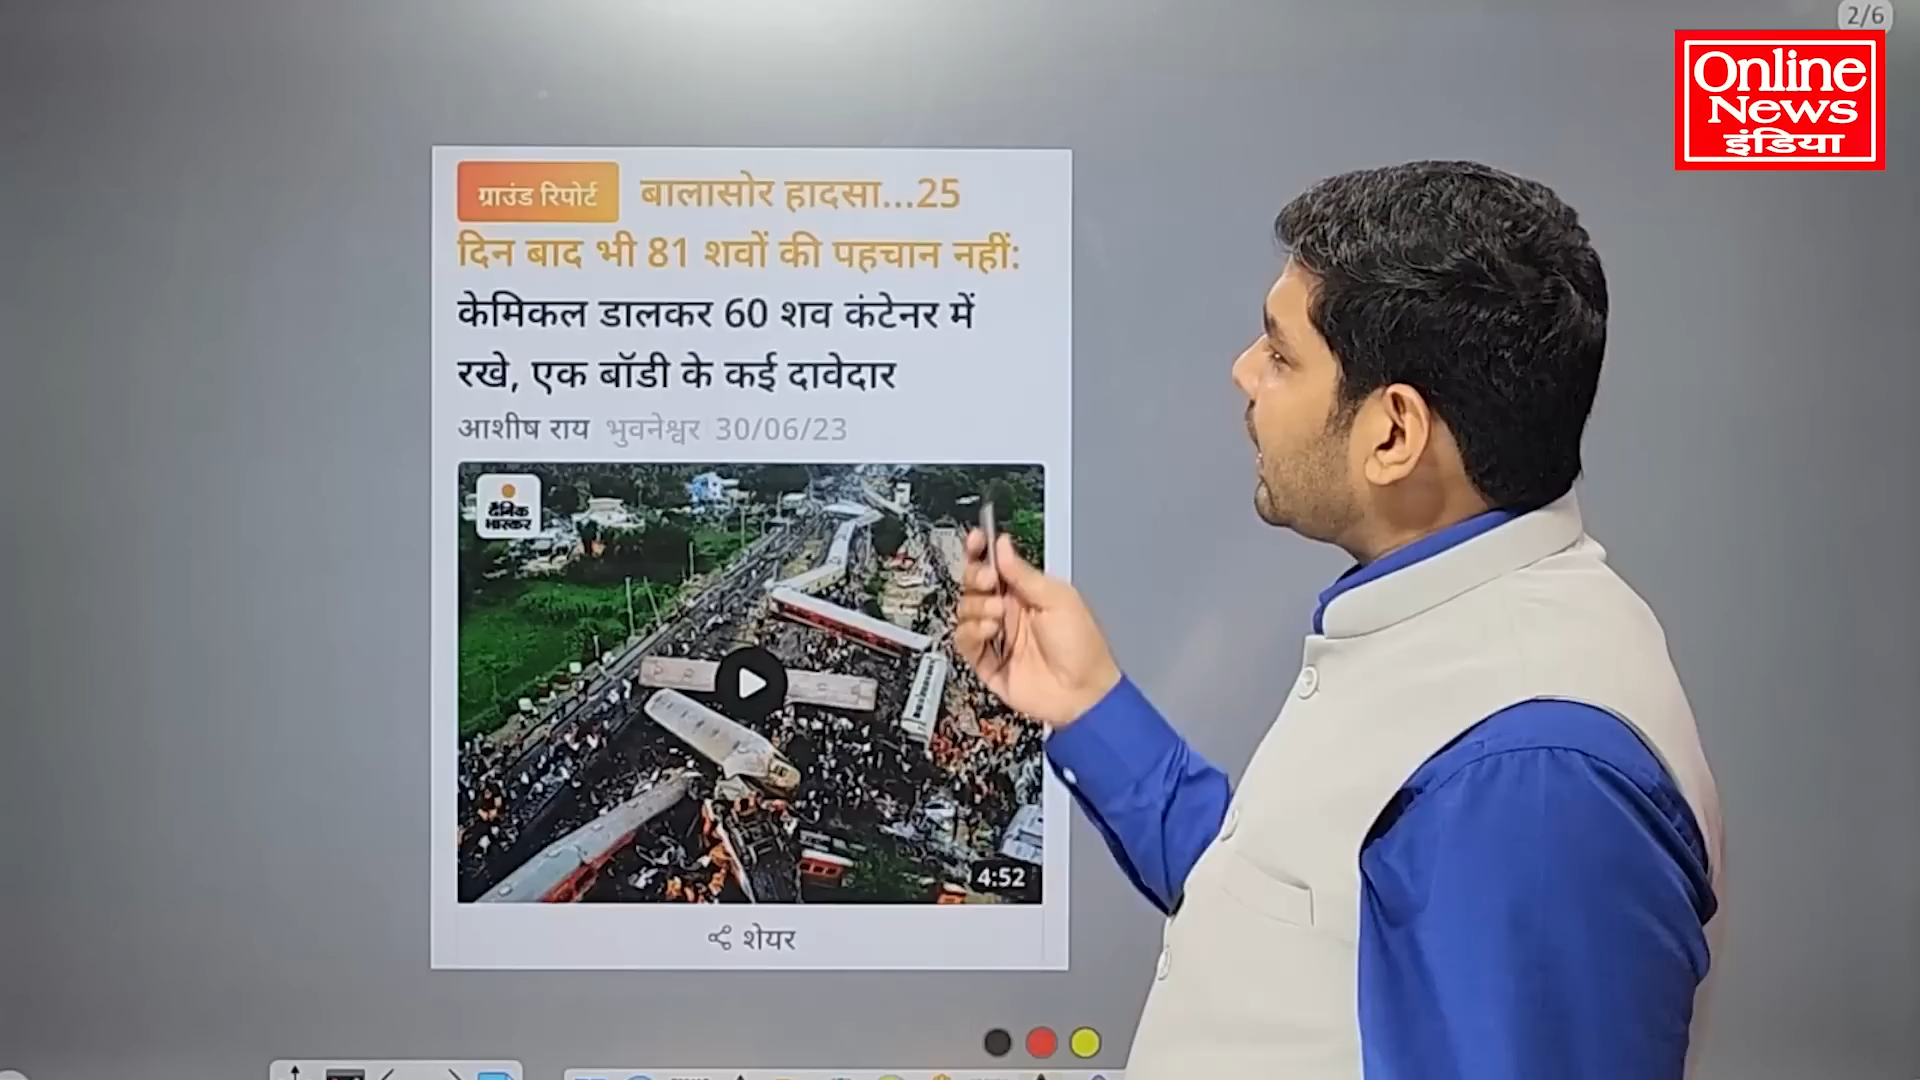 2/6
Online
News
इंडिया
ग्राउंड रिपोर्ट बालासोर हादसा...25
दिन बाद भी 81 शवों की पहचान नहीं:
केमिकल डालकर 60 शव कंटेनर में
रखे, एक बॉडी के कई दावेदार
आशीष राय भुवनेश्वर 30/06/23
दैनिक
भास्कर
4:52
शेयर